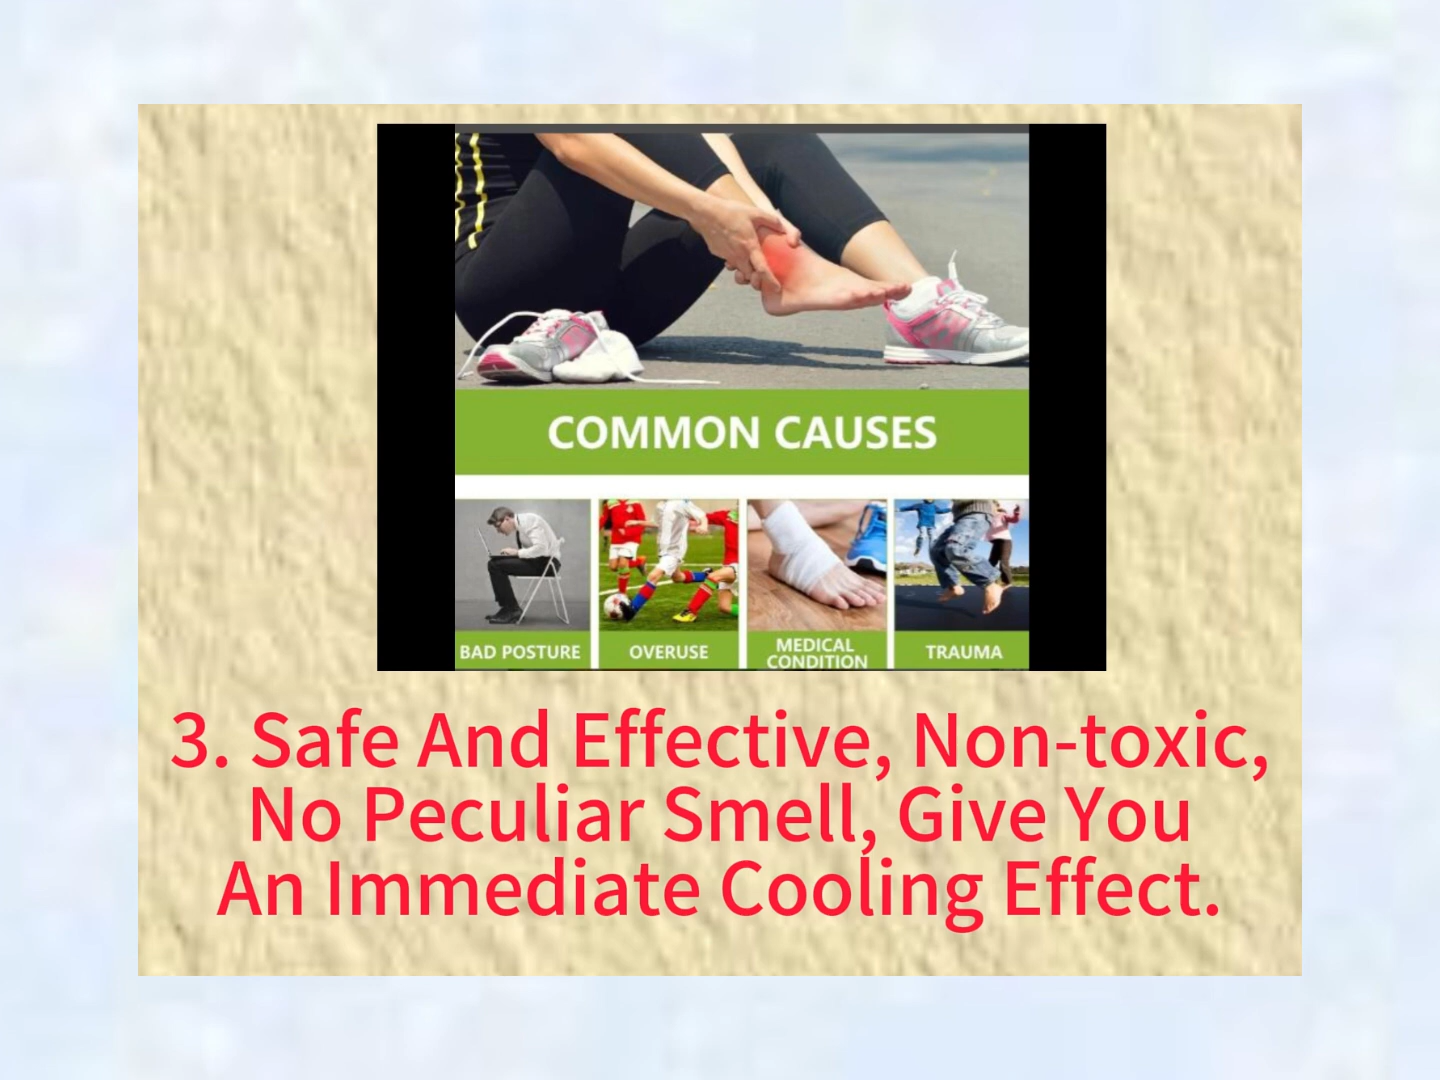 COMMON CAUSES
BAD POSTURE
OVERUSE
MEDICAL
CONDITION
TRAUMA
3. Safe And Effective, Non-toxic,
No Peculiar Smell, Give You
An Immediate Cooling Effect.